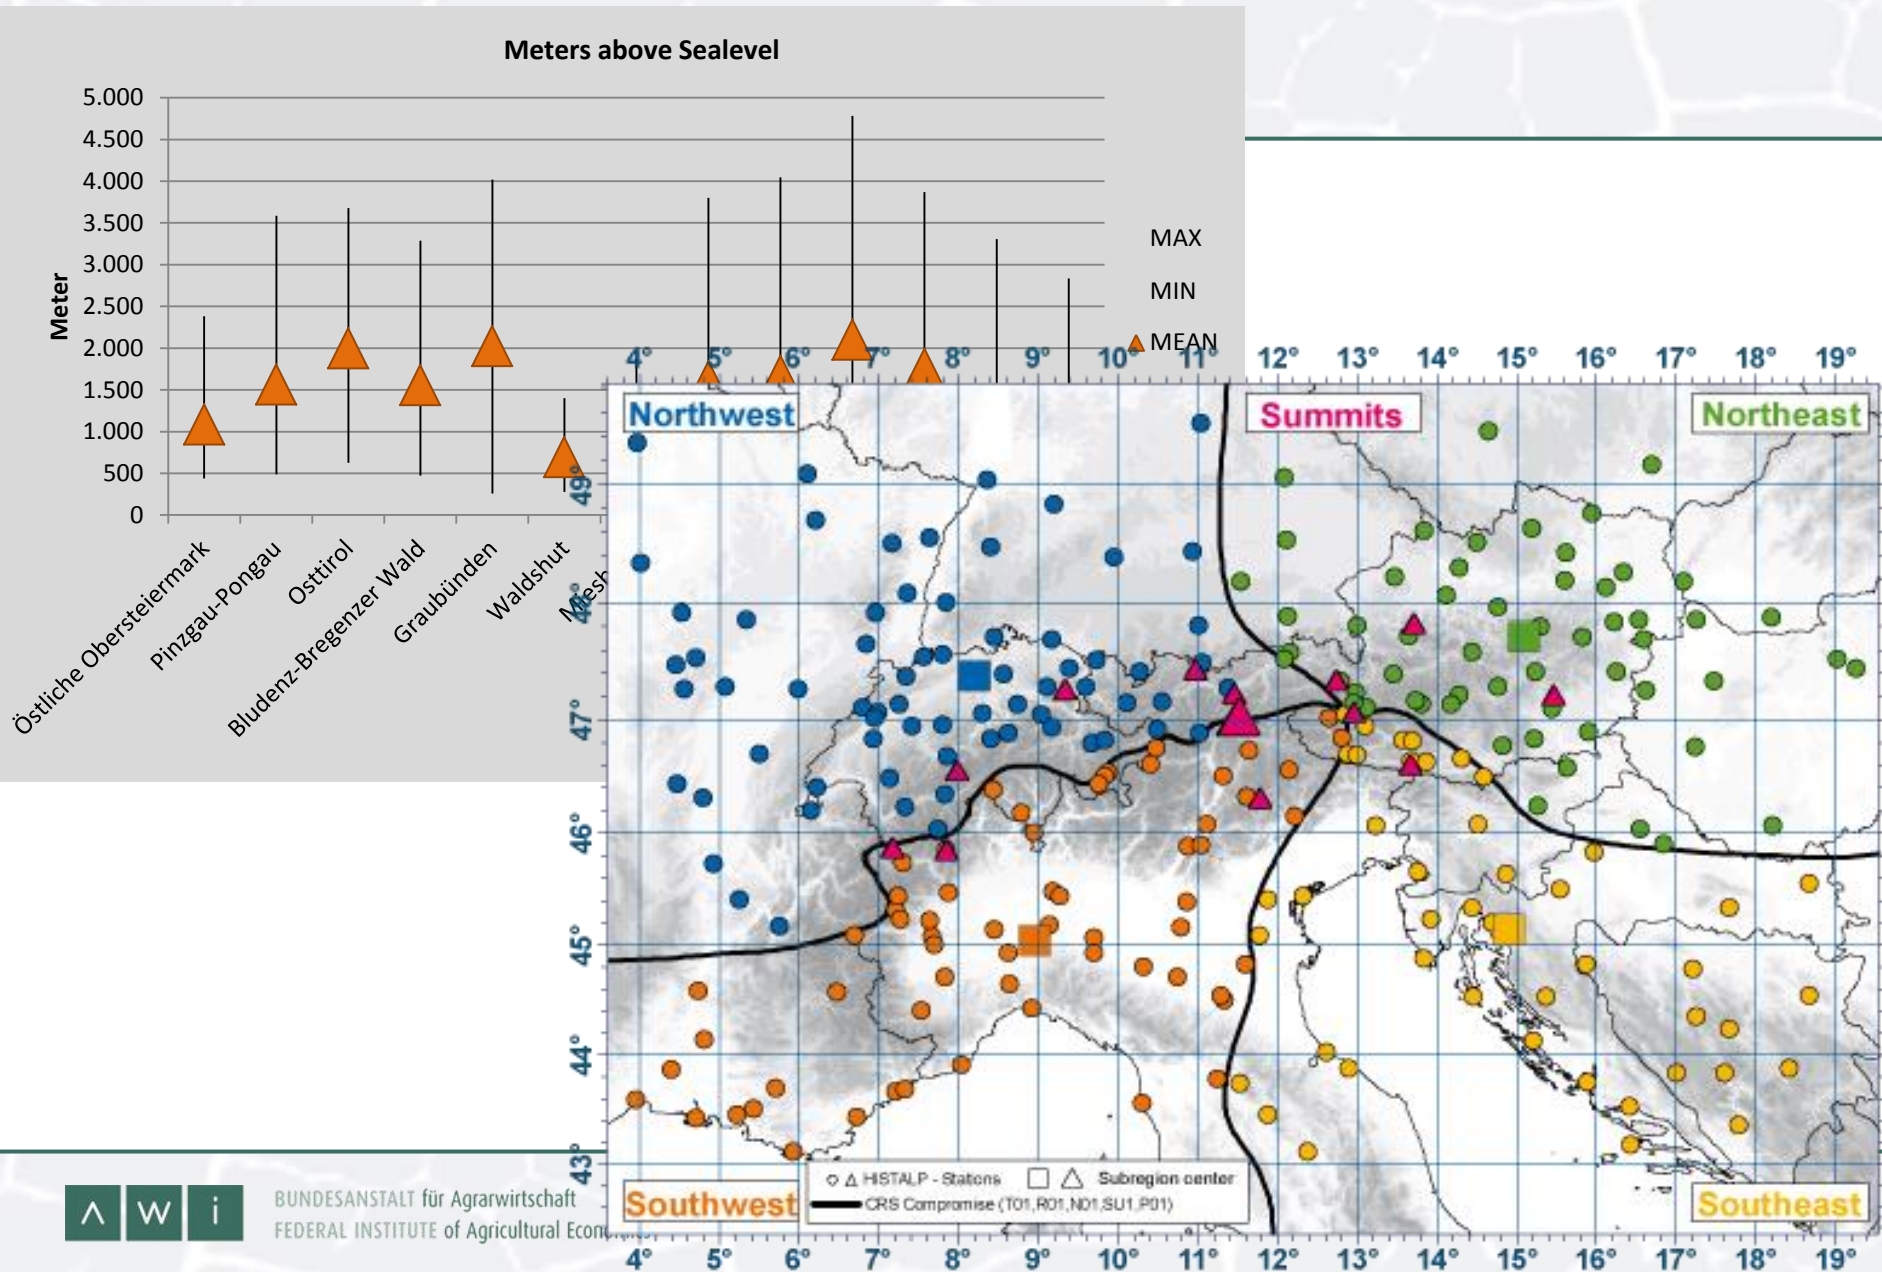 Meters above Sealevel
Meter
5.000
4.500
4.000
3.500
3.000
2.500
2.000
1.500
1.000
500
0
MAX
MIN
MEAN
Östliche Obersteiermark
Pinzgau-Pongau
Osttirol
Bludenz-Bregenzer Wald
Graubünden
Waldshut
4° 5° 6° 7° 8° 9° 10° 11° 12° 13° 14° 15° 16° 17° 18° 19°
Northwest
Summits
Northeast
49°
48°
47°
46°
45°
44°
43°
HISTALP - Stations
Subregion center
CRS Compromise (T01,R01,N01,SU1,P01)
Southwest
Southeast
4° 5° 6° 7° 8° 9° 10° 11° 12° 13° 14° 15° 16° 17° 18° 19°
AWi
BUNDESANSTALT für Agrarwirtschaft
FEDERAL INSTITUTE of Agricultural